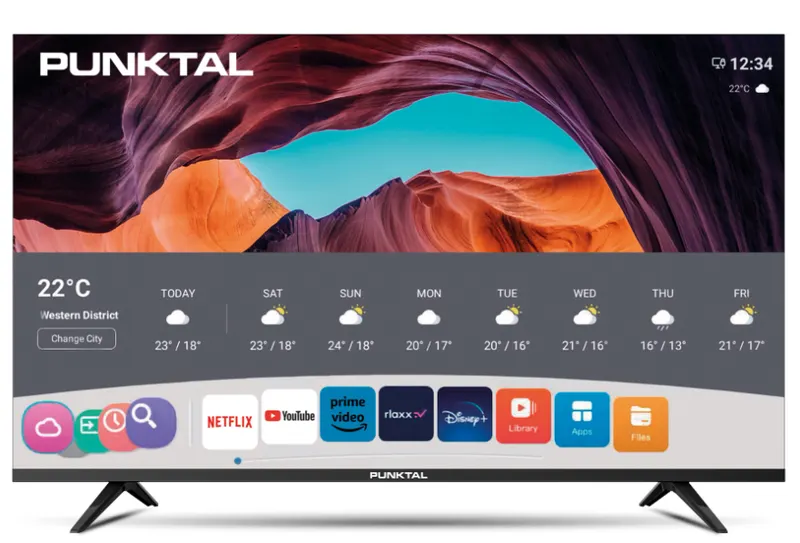 PUNKTAL
12:34
22°C
22°C
Western District
Change City
TODAY
23° / 18°
SAT
23° / 18°
SUN
24° / 18°
MON
20° / 17°
TUE
20° / 16°
WED
21° / 16°
THU
16° / 13°
FRI
21° / 17°
NETFLIX
YouTube
prime
video
rlaxx
Disney+
Library
Apps
Files
PUNKTAL